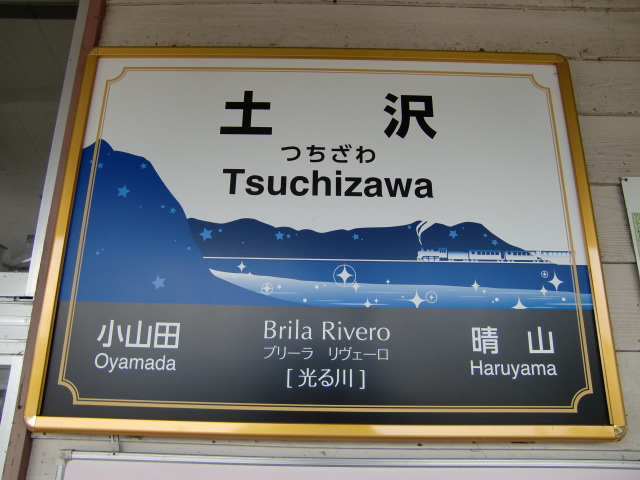 土沢
つちざわ
Tsuchizawa
小山田
Oyamada
Brila Rivero
ブリーラ リヴェーロ
[光る川]
晴山
Haruyama